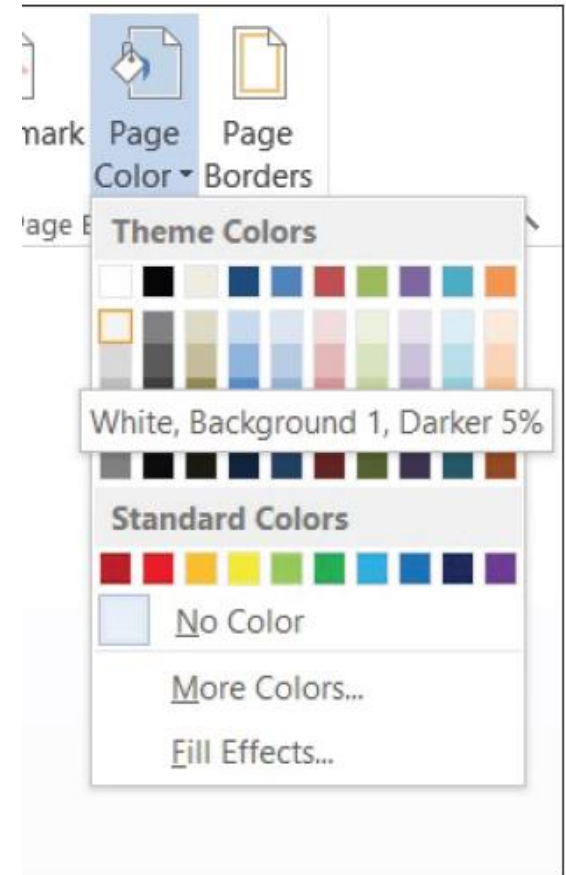 mark Page Page
Color Borders
age
Theme Colors
White, Background 1, Darker 5%
Standard Colors
No Color
More Colors...
Fill Effects...